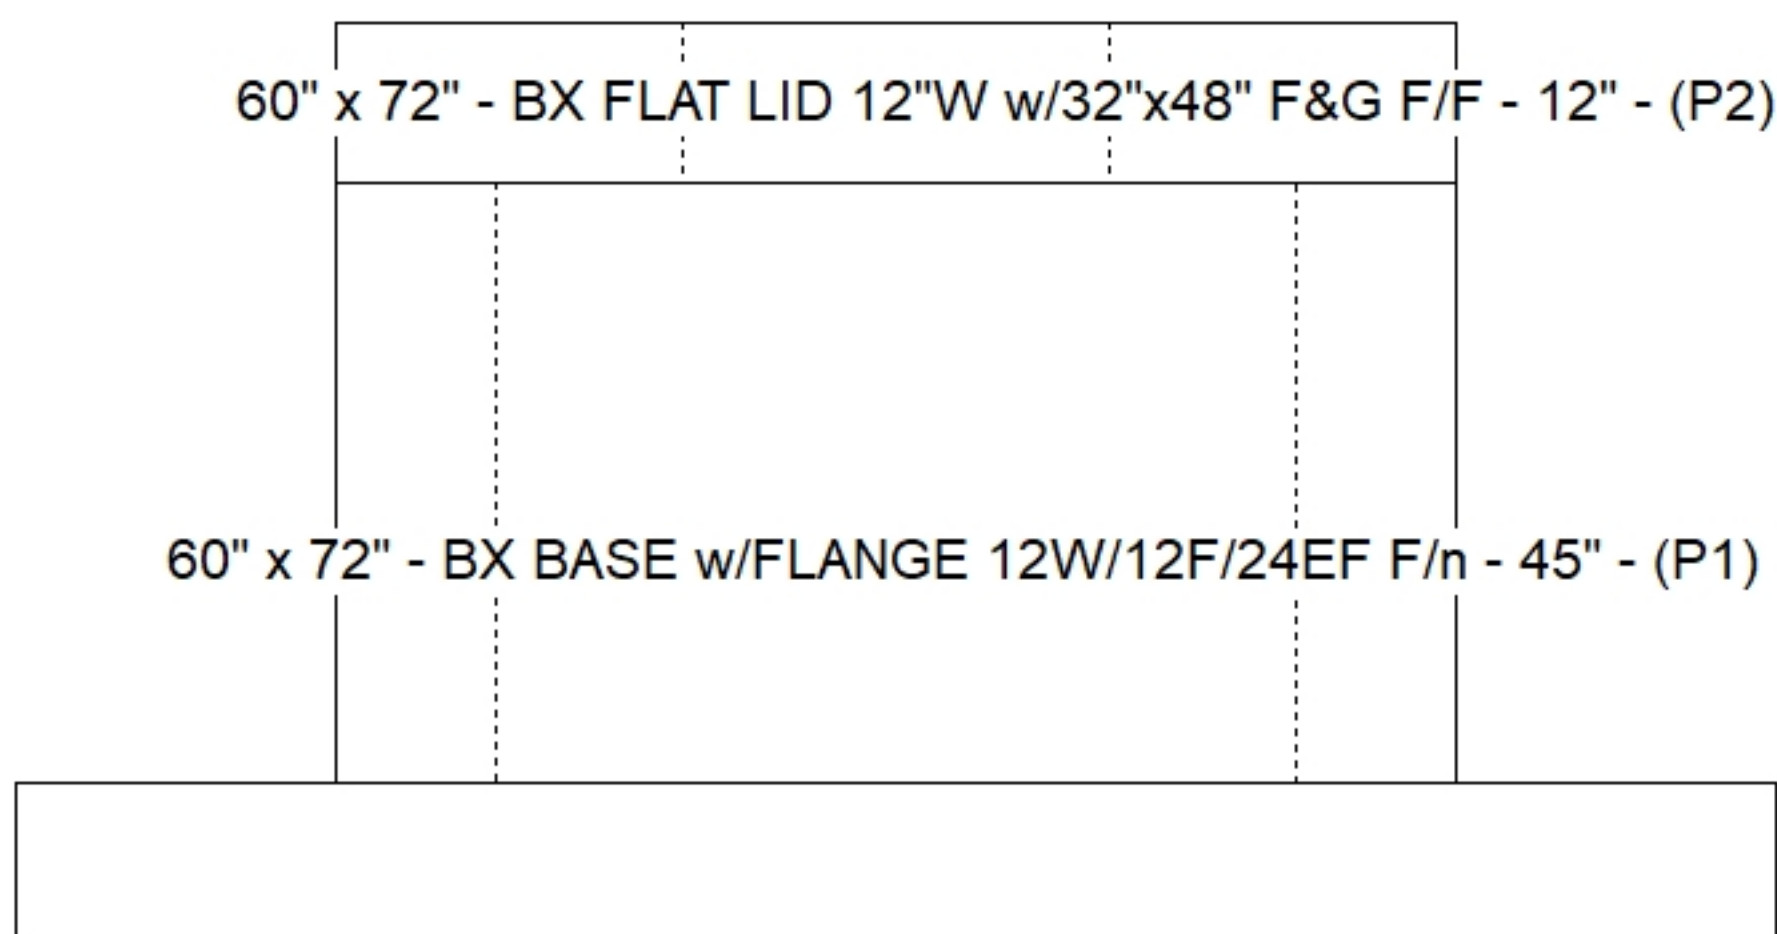 60" x 72" - BX FLAT LID 12"W w/32"x48" F&G F/F - 12" - (P2)
60" x 72" - BX BASE w/FLANGE 12W/12F/24EF F/n - 45" - (P1)